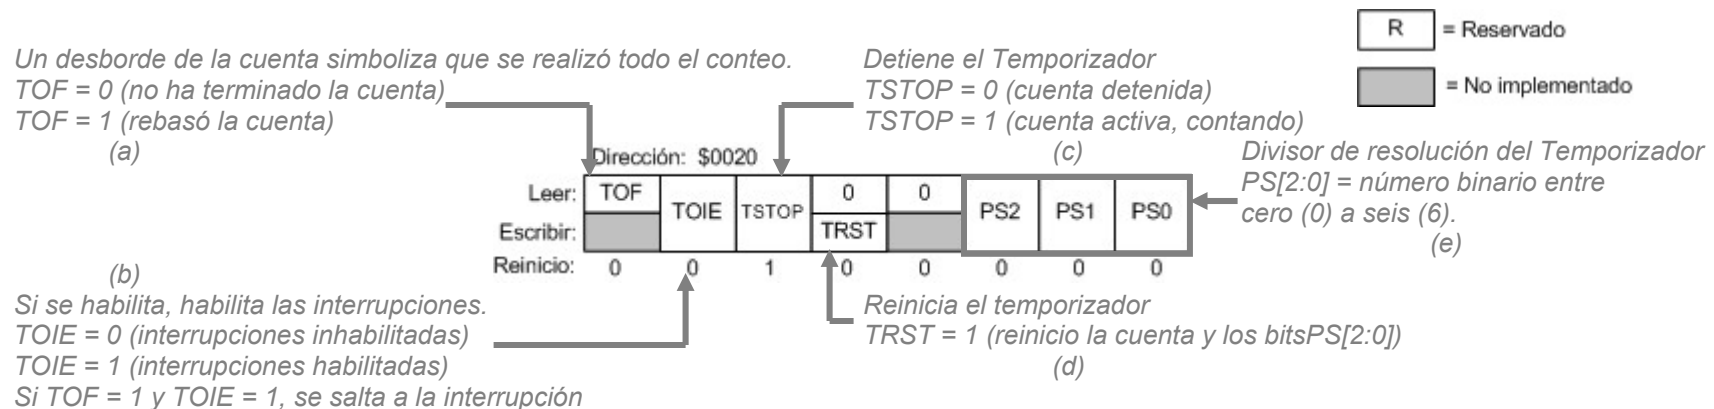 R = Reservado
= No implementado
Un desborde de la cuenta simboliza que se realizó todo el conteo.
TOF = 0 (no ha terminado la cuenta)
TOF = 1 (rebasó la cuenta)
(a)
Detiene el Temporizador
TSTOP = 0 (cuenta detenida)
TSTOP = 1 (cuenta activa, contando)
(c)
Divisor de resolución del Temporizador
PS[2:0] = número binario entre
cero (0) a seis (6).
(e)
Dirección: $0020
Leer: TOF TOIE TSTOP 0 0 PS2 PS1 PS0
Escribir: TRST
Reinicio: 0 0 1 0 0 0 0 0
(b)
Si se habilita, habilita las interrupciones.
TOIE = 0 (interrupciones inhabilitadas)
TOIE = 1 (interrupciones habilitadas)
Si TOF = 1 y TOIE = 1, se salta a la interrupción
Reinicia el temporizador
TRST = 1 (reinicio la cuenta y los bitsPS[2:0])
(d)